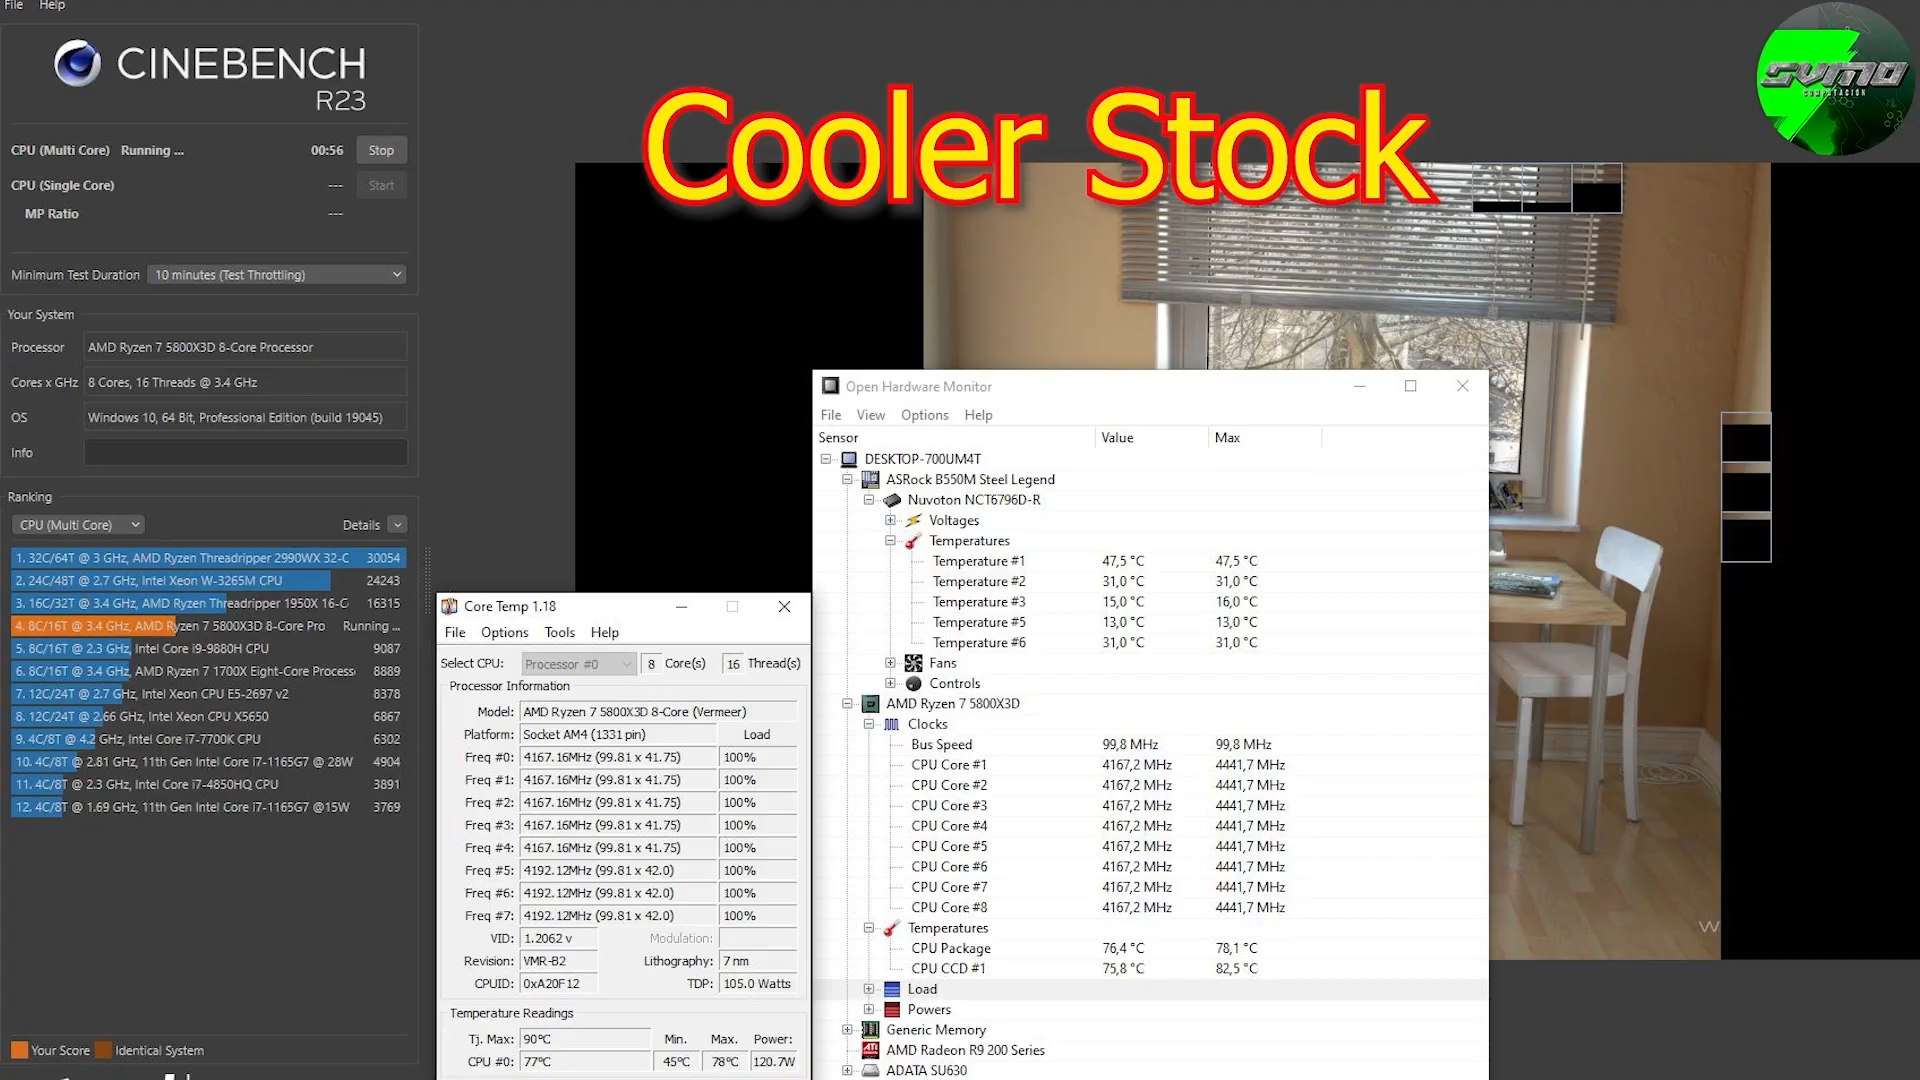 File Help
CINEBENCH
R23
CPU (Multi Core) Running ... 00:56 Stop
CPU (Single Core) --- Start
MP Ratio ---
Minimum Test Duration 10 minutes (Test Throttling)
Your System
Processor AMD Ryzen 7 5800X3D 8-Core Processor
Cores x GHz 8 Cores, 16 Threads @ 3.4 GHz
OS Windows 10, 64 Bit, Professional Edition (build 19045)
Info
Ranking
CPU (Multi Core) Details
1. 32C/64T @ 3 GHz, AMD Ryzen Threadripper 2990WX 32-C 30054
2. 24C/48T @ 2.7 GHz, Intel Xeon W-3265M CPU 24243
3. 16C/32T @ 3.4 GHz, AMD Ryzen Threadripper 1950X 16-C 16315
4. 8C/16T @ 3.4 GHz, AMD Ryzen 7 5800X3D 8-Core Pro Running ...
5. 8C/16T @ 2.3 GHz, Intel Core i9-9880H CPU 9087
6. 8C/16T @ 3.4 GHz, AMD Ryzen 7 1700X Eight-Core Processo 8889
7. 12C/24T @ 2.7 GHz, Intel Xeon CPU E5-2697 v2 8378
8. 12C/24T @ 2.66 GHz, Intel Xeon CPU X5650 6867
9. 4C/8T @ 4.2 GHz, Intel Core i7-7700K CPU 6302
10. 4C/8T @ 2.81 GHz, 11th Gen Intel Core i7-1165G7 @ 28W 4904
11. 4C/8T @ 2.3 GHz, Intel Core i7-4850HQ CPU 3891
12. 4C/8T @ 1.69 GHz, 11th Gen Intel Core i7-1165G7 @15W 3769
Your Score Identical System
Cooler Stock
SVMO
COMPUTACIÓN
Core Temp 1.18
File Options Tools Help
Select CPU: Processor #0 8 Core(s) 16 Thread(s)
Processor Information
Model: AMD Ryzen 7 5800X3D 8-Core (Vermeer)
Platform: Socket AM4 (1331 pin) Load
Freq #0: 4167.16MHz (99.81 x 41.75) 100%
Freq #1: 4167.16MHz (99.81 x 41.75) 100%
Freq #2: 4167.16MHz (99.81 x 41.75) 100%
Freq #3: 4167.16MHz (99.81 x 41.75) 100%
Freq #4: 4167.16MHz (99.81 x 41.75) 100%
Freq #5: 4192.12MHz (99.81 x 42.0) 100%
Freq #6: 4192.12MHz (99.81 x 42.0) 100%
Freq #7: 4192.12MHz (99.81 x 42.0) 100%
VID: 1.2062 v Modulation:
Revision: VMR-B2 Lithography: 7 nm
CPUID: 0xA20F12 TDP: 105.0 Watts
Temperature Readings
Tj. Max: 90°C Min. Max. Power:
CPU #0: 77°C 45°C 78°C 120.7W
Open Hardware Monitor
File View Options Help
Sensor Value Max
DESKTOP-700UM4T
ASRock B550M Steel Legend
Nuvoton NCT6796D-R
Voltages
Temperatures
Temperature #1 47,5 °C 47,5 °C
Temperature #2 31,0 °C 31,0 °C
Temperature #3 15,0 °C 16,0 °C
Temperature #5 13,0 °C 13,0 °C
Temperature #6 31,0 °C 31,0 °C
Fans
Controls
AMD Ryzen 7 5800X3D
Clocks
Bus Speed 99,8 MHz 99,8 MHz
CPU Core #1 4167,2 MHz 4441,7 MHz
CPU Core #2 4167,2 MHz 4441,7 MHz
CPU Core #3 4167,2 MHz 4441,7 MHz
CPU Core #4 4167,2 MHz 4441,7 MHz
CPU Core #5 4167,2 MHz 4441,7 MHz
CPU Core #6 4167,2 MHz 4441,7 MHz
CPU Core #7 4167,2 MHz 4441,7 MHz
CPU Core #8 4167,2 MHz 4441,7 MHz
Temperatures
CPU Package 76,4 °C 78,1 °C
CPU CCD #1 75,8 °C 82,5 °C
Load
Powers
Generic Memory
ATI AMD Radeon R9 200 Series
ADATA SU630
W